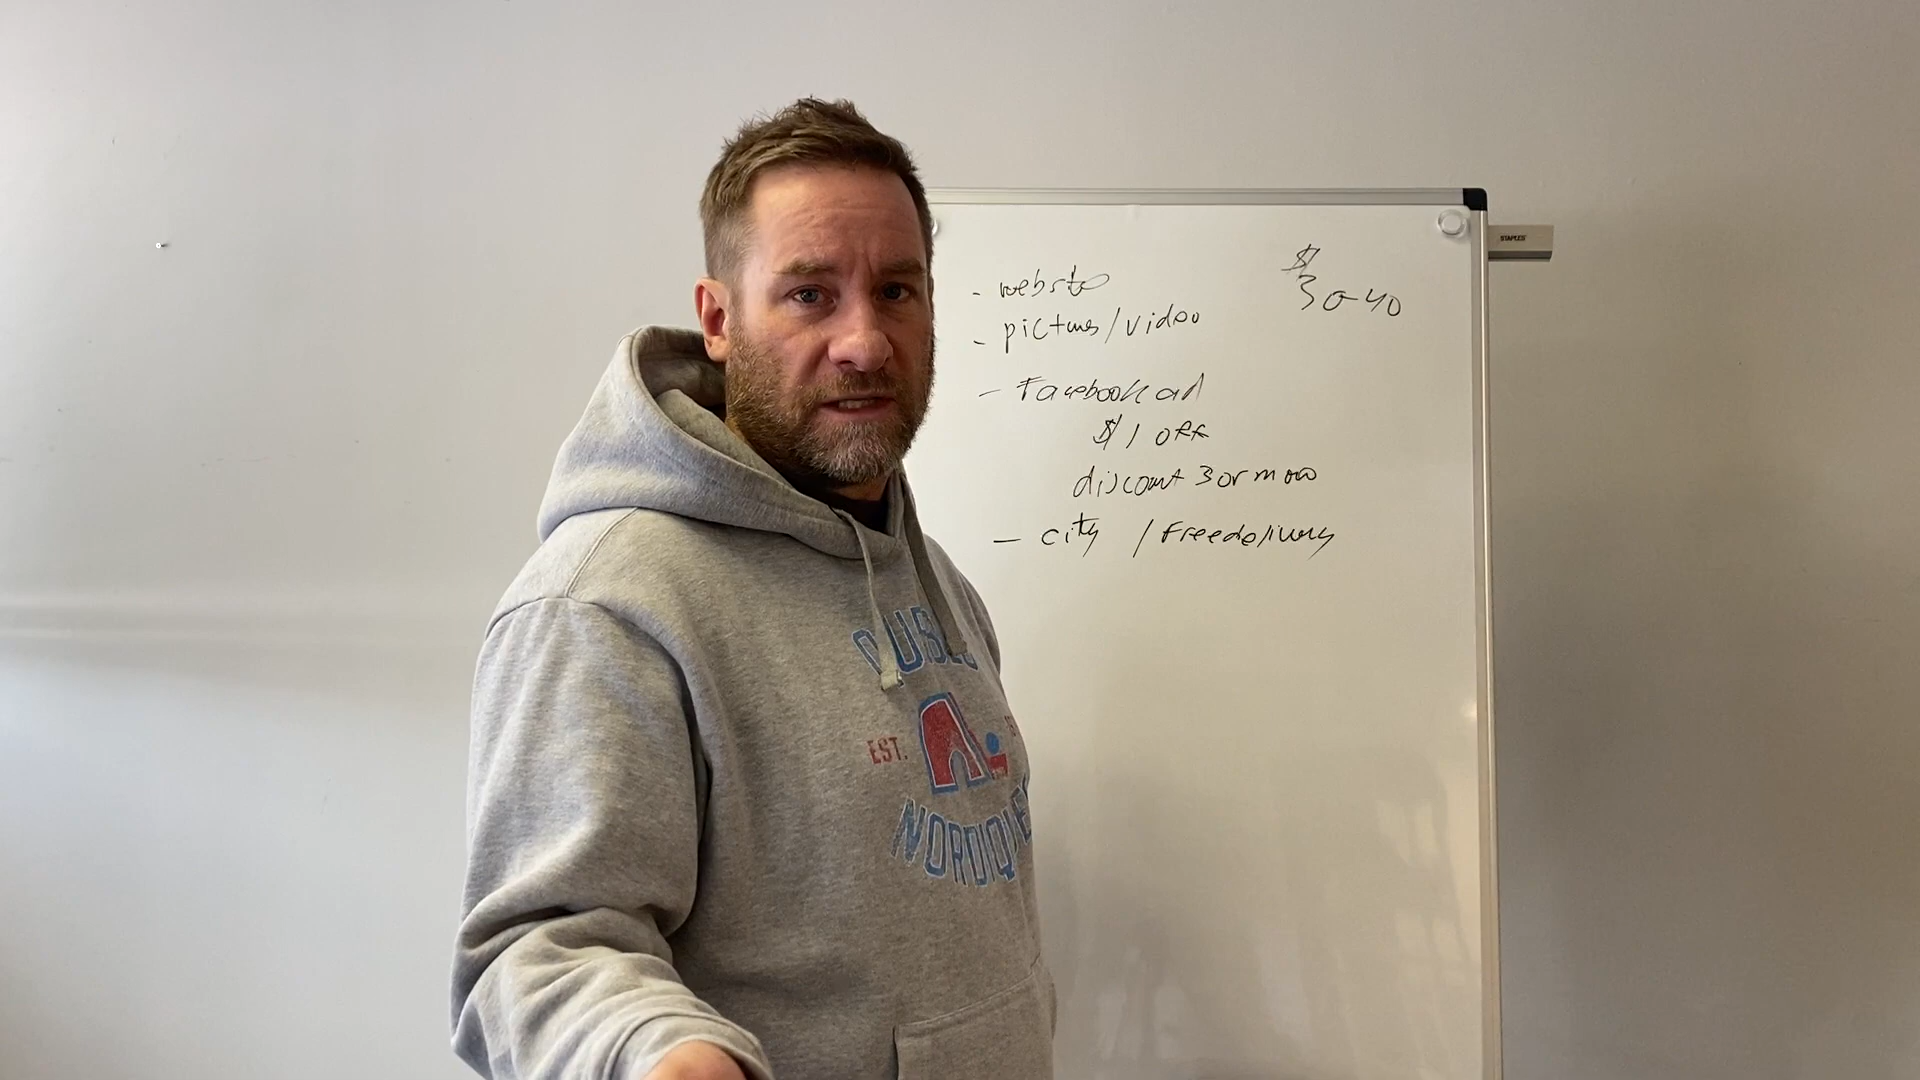 - website
- pictures/video
$
30-40
- Facebook ad
$1 off
discount 3 or more
- city / Free delivery
STAPLES
QUEBEC
EST.
NORDIQUES